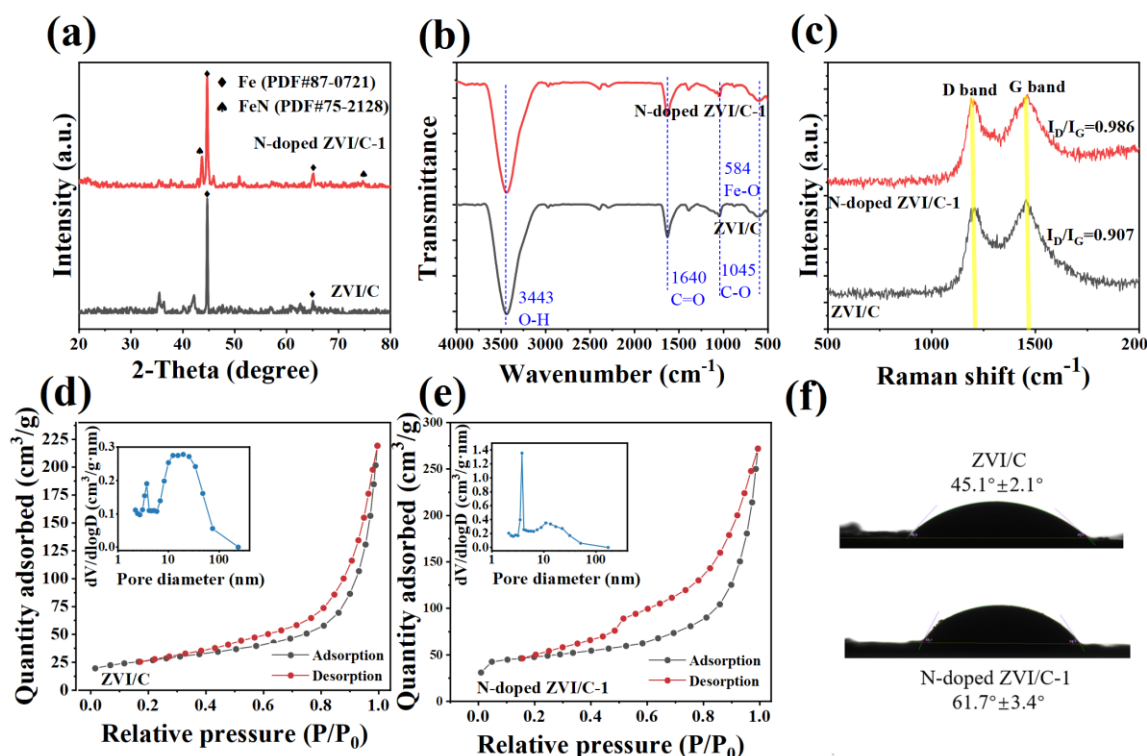 (a)
Intensity (a.u.)
♦ Fe (PDF#87-0721)
♠ FeN (PDF#75-2128)
N-doped ZVI/C-1
ZVI/C
20 30 40 50 60 70 80
2-Theta (degree)
(b)
Transmittance
N-doped ZVI/C-1
584
Fe-O
ZVI/C
3443
O-H
1640
C=O
1045
C-O
4000 3500 3000 2500 2000 1500 1000 500
Wavenumber (cm⁻¹)
(c)
Intensity (a.u.)
D band
G band
I_D/I_G=0.986
N-doped ZVI/C-1
I_D/I_G=0.907
ZVI/C
500 1000 1500 2000
Raman shift (cm⁻¹)
(d)
Quantity adsorbed (cm³/g)
225
200
175
150
125
100
75
50
25
0
dV/dlogD (cm³/g·nm)
0.3
0.2
0.1
0.0
1 10 100
Pore diameter (nm)
Adsorption
Desorption
ZVI/C
0.0 0.2 0.4 0.6 0.8 1.0
Relative pressure (P/P₀)
(e)
Quantity adsorbed (cm³/g)
300
250
200
150
100
50
0
dV/dlogD (cm³/g·nm)
1.4
1.2
1.0
0.8
0.6
0.4
0.2
0.0
1 10 100
Pore diameter (nm)
Adsorption
Desorption
N-doped ZVI/C-1
0.0 0.2 0.4 0.6 0.8 1.0
Relative pressure (P/P₀)
(f)
ZVI/C
45.1°±2.1°
N-doped ZVI/C-1
61.7°±3.4°